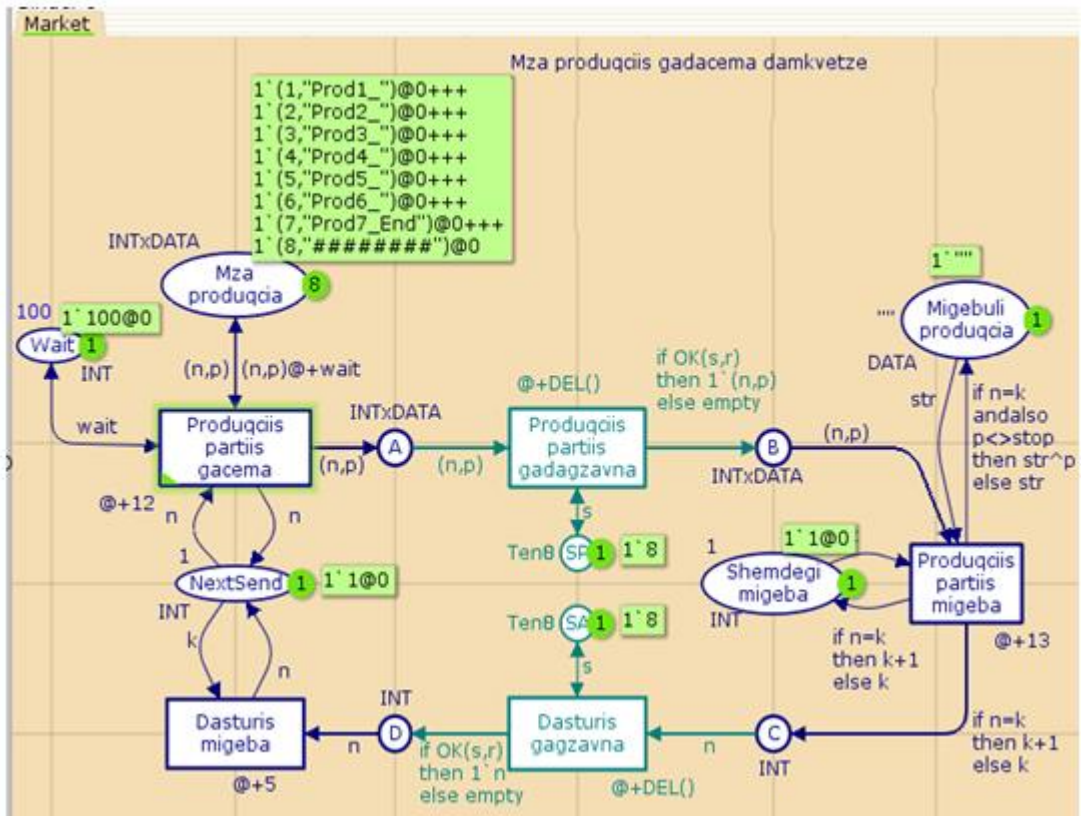 Market
Mza produqciis gadacema damkvetze
1`(1,"Prod1_")@0+++
1`(2,"Prod2_")@0+++
1`(3,"Prod3_")@0+++
1`(4,"Prod4_")@0+++
1`(5,"Prod5_")@0+++
1`(6,"Prod6_")@0+++
1`(7,"Prod7_End")@0+++
1`(8,"########")@0
INTxDATA
Mza
produqcia
8
100
1`100@0
Wait
1
INT
wait
(n,p)
(n,p)@+wait
Produqciis
partiis
gacema
@+12
INTxDATA
A
(n,p)
(n,p)
@+DEL()
Produqciis
partiis
gadagzavna
if OK(s,r)
then 1`(n,p)
else empty
B
INTxDATA
(n,p)
1`""
""
Migebuli
produqcia
1
DATA
str
if n=k
andalso
p<>stop
then str^p
else str
n
n
1
NextSend
1
1`1@0
INT
k
n
s
Ten8
SP
1
1`8
Ten8
SA
1
1`8
s
1
1`1@0
Shemdegi
migeba
1
INT
Produqciis
partiis
migeba
@+13
if n=k
then k+1
else k
if n=k
then k+1
else k
Dasturis
migeba
@+5
n
INT
D
if OK(s,r)
then 1`n
else empty
Dasturis
gagzavna
@+DEL()
n
C
INT